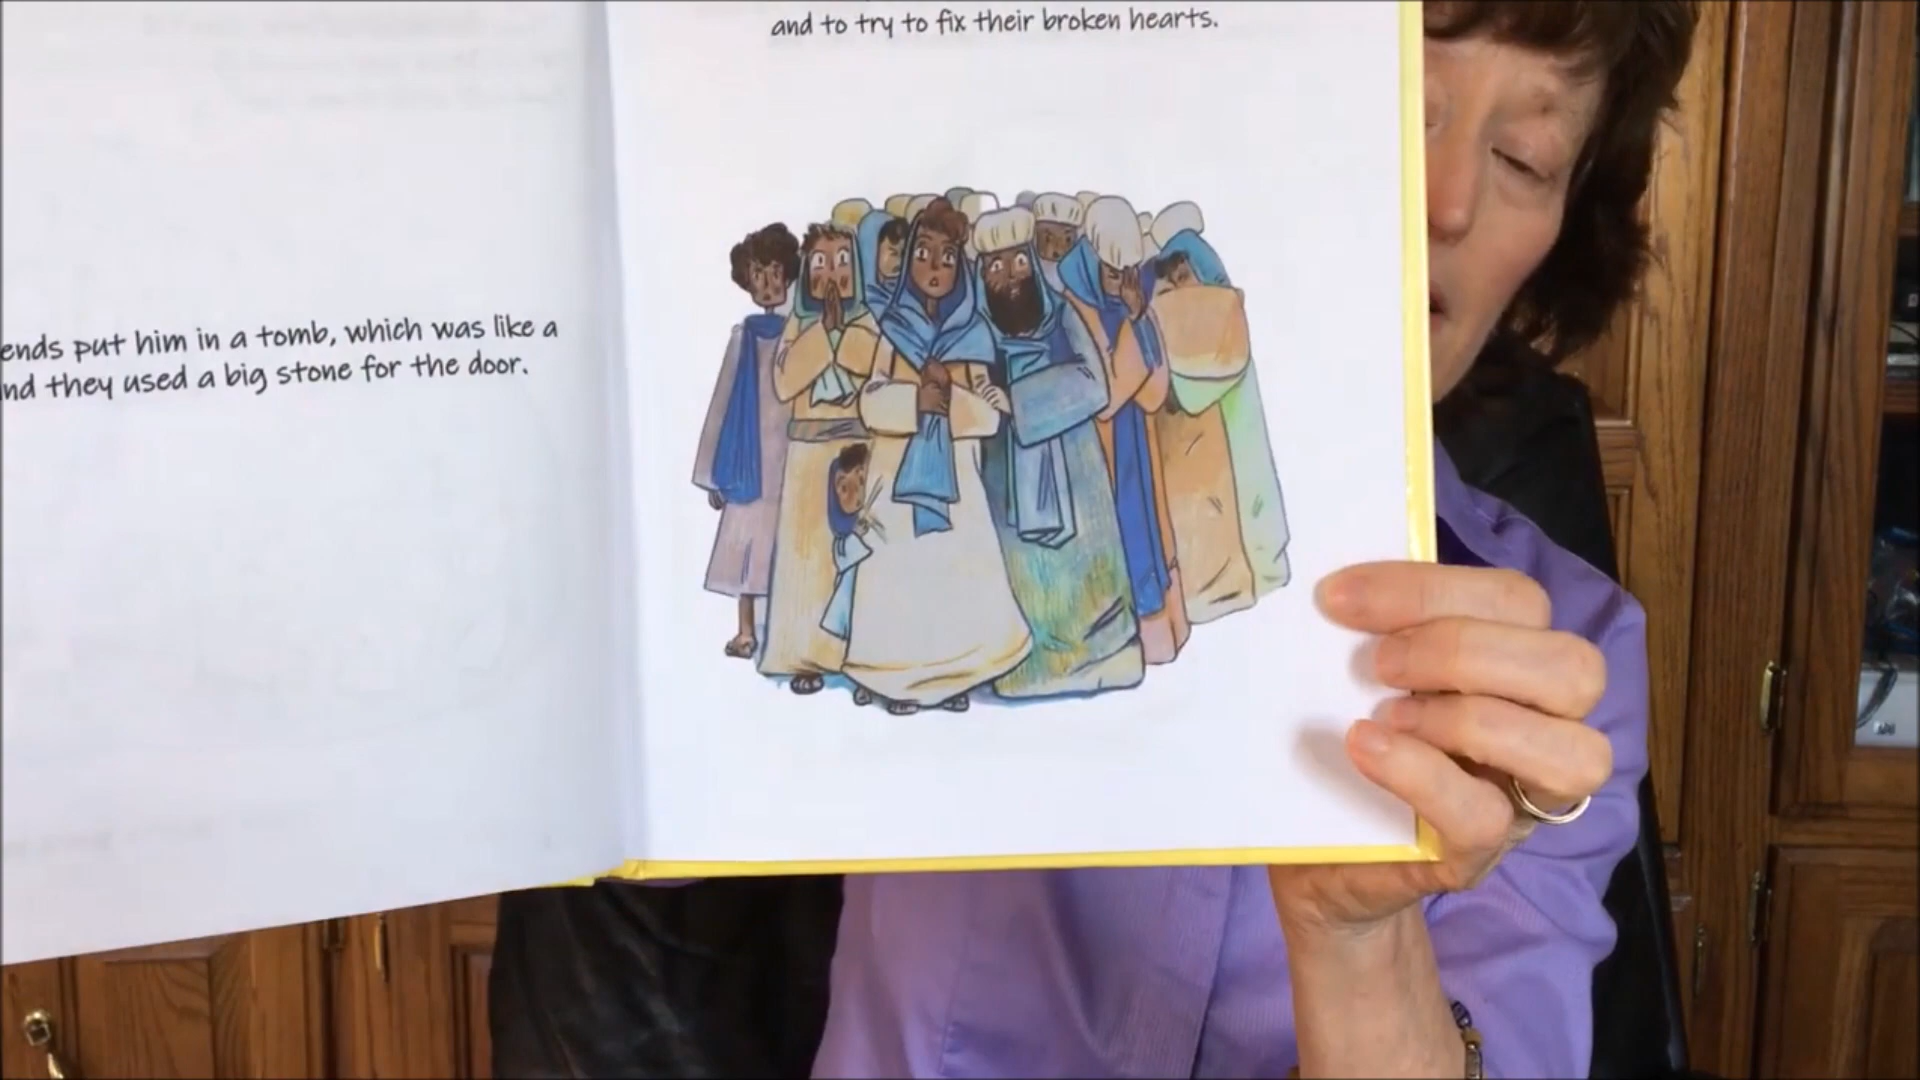 ends put him in a tomb, which was like a
nd they used a big stone for the door.
and to try to fix their broken hearts.